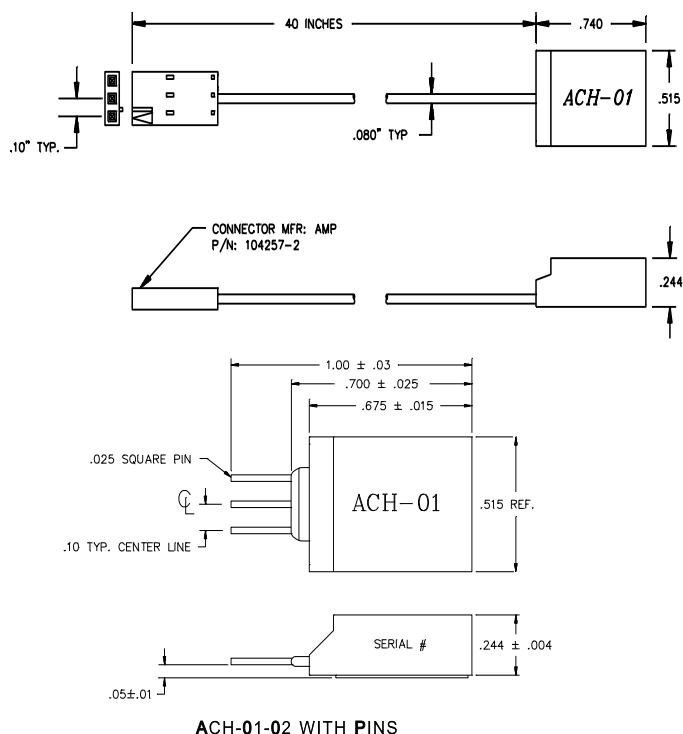 40 INCHES
.740
ACH-01
.515
.10" TYP.
.080" TYP
CONNECTOR MFR: AMP
P/N: 104257-2
.244
1.00 ± .03
.700 ± .025
.675 ± .015
.025 SQUARE PIN
ACH-01
.515 REF.
℄
.10 TYP. CENTER LINE
SERIAL #
.244 ± .004
.05±.01
ACH-01-02 WITH PINS